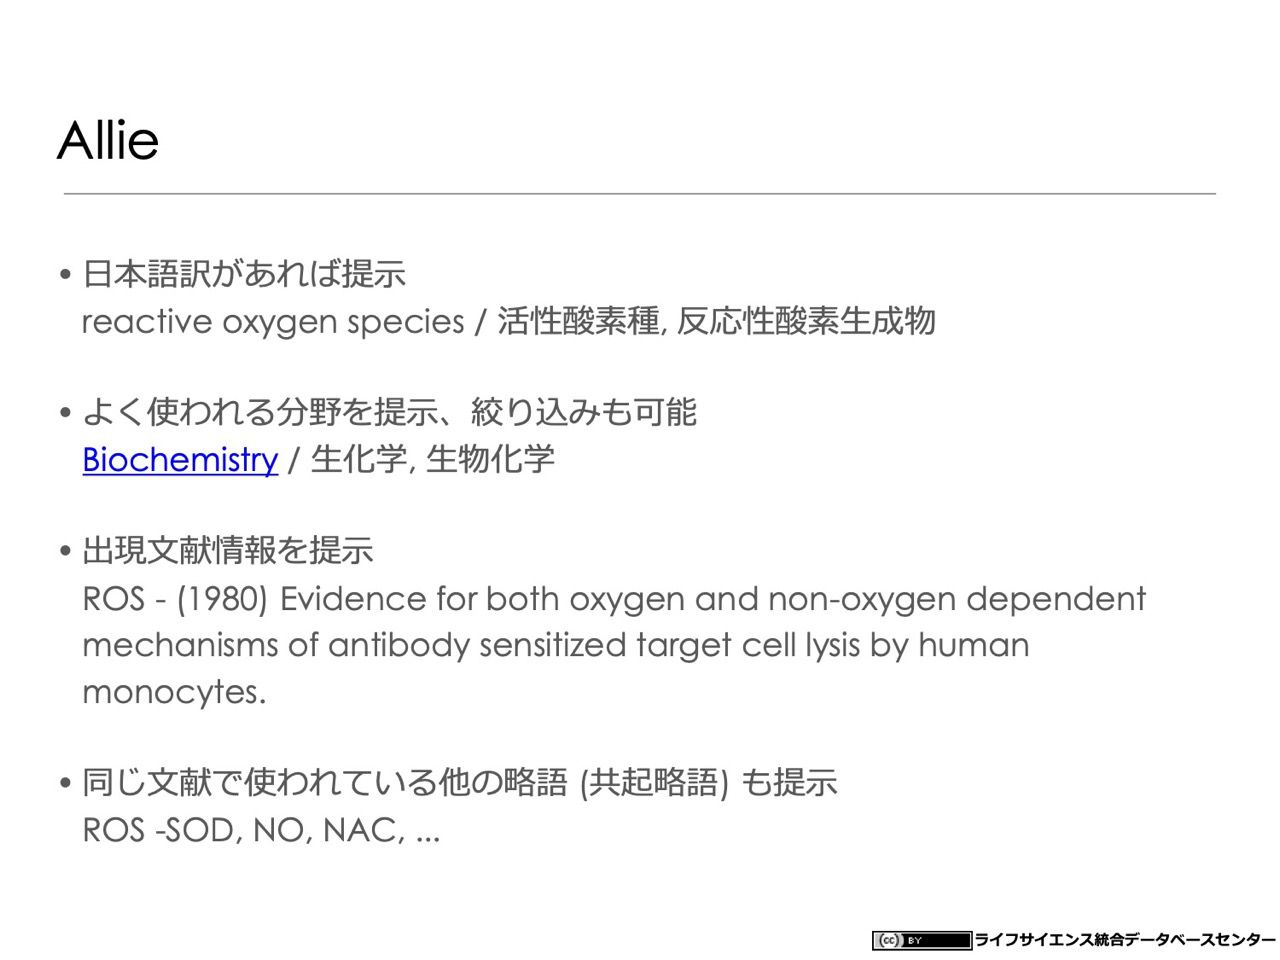 Allie
• 日本語訳があれば提示
reactive oxygen species / 活性酸素種, 反応性酸素生成物
• よく使われる分野を提示、絞り込みも可能
Biochemistry / 生化学, 生物化学
• 出現文献情報を提示
ROS - (1980) Evidence for both oxygen and non-oxygen dependent
mechanisms of antibody sensitized target cell lysis by human
monocytes.
• 同じ文献で使われている他の略語 (共起略語) も提示
ROS -SOD, NO, NAC, ...
cc BY ライフサイエンス統合データベースセンター